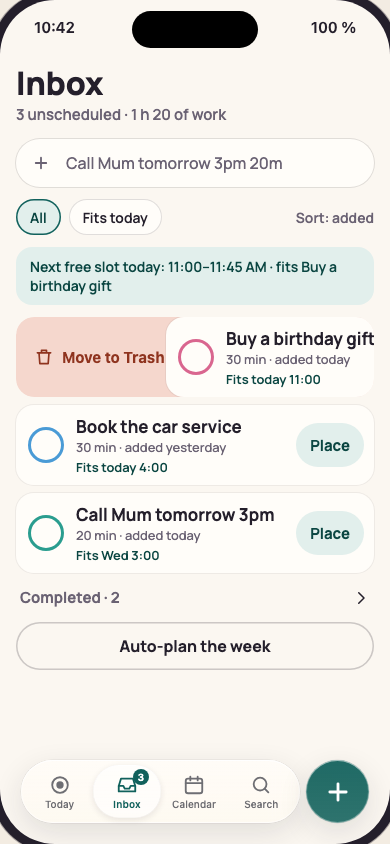 10:42
100 %
Inbox
3 unscheduled · 1 h 20 of work
+ Call Mum tomorrow 3pm 20m
All
Fits today
Sort: added
Next free slot today: 11:00–11:45 AM · fits Buy a
birthday gift
Move to Trash
Buy a birthday gift
30 min · added today
Fits today 11:00
Book the car service
30 min · added yesterday
Fits today 4:00
Place
Call Mum tomorrow 3pm
20 min · added today
Fits Wed 3:00
Place
Completed · 2
Auto-plan the week
Today
3
Inbox
Calendar
Search
+